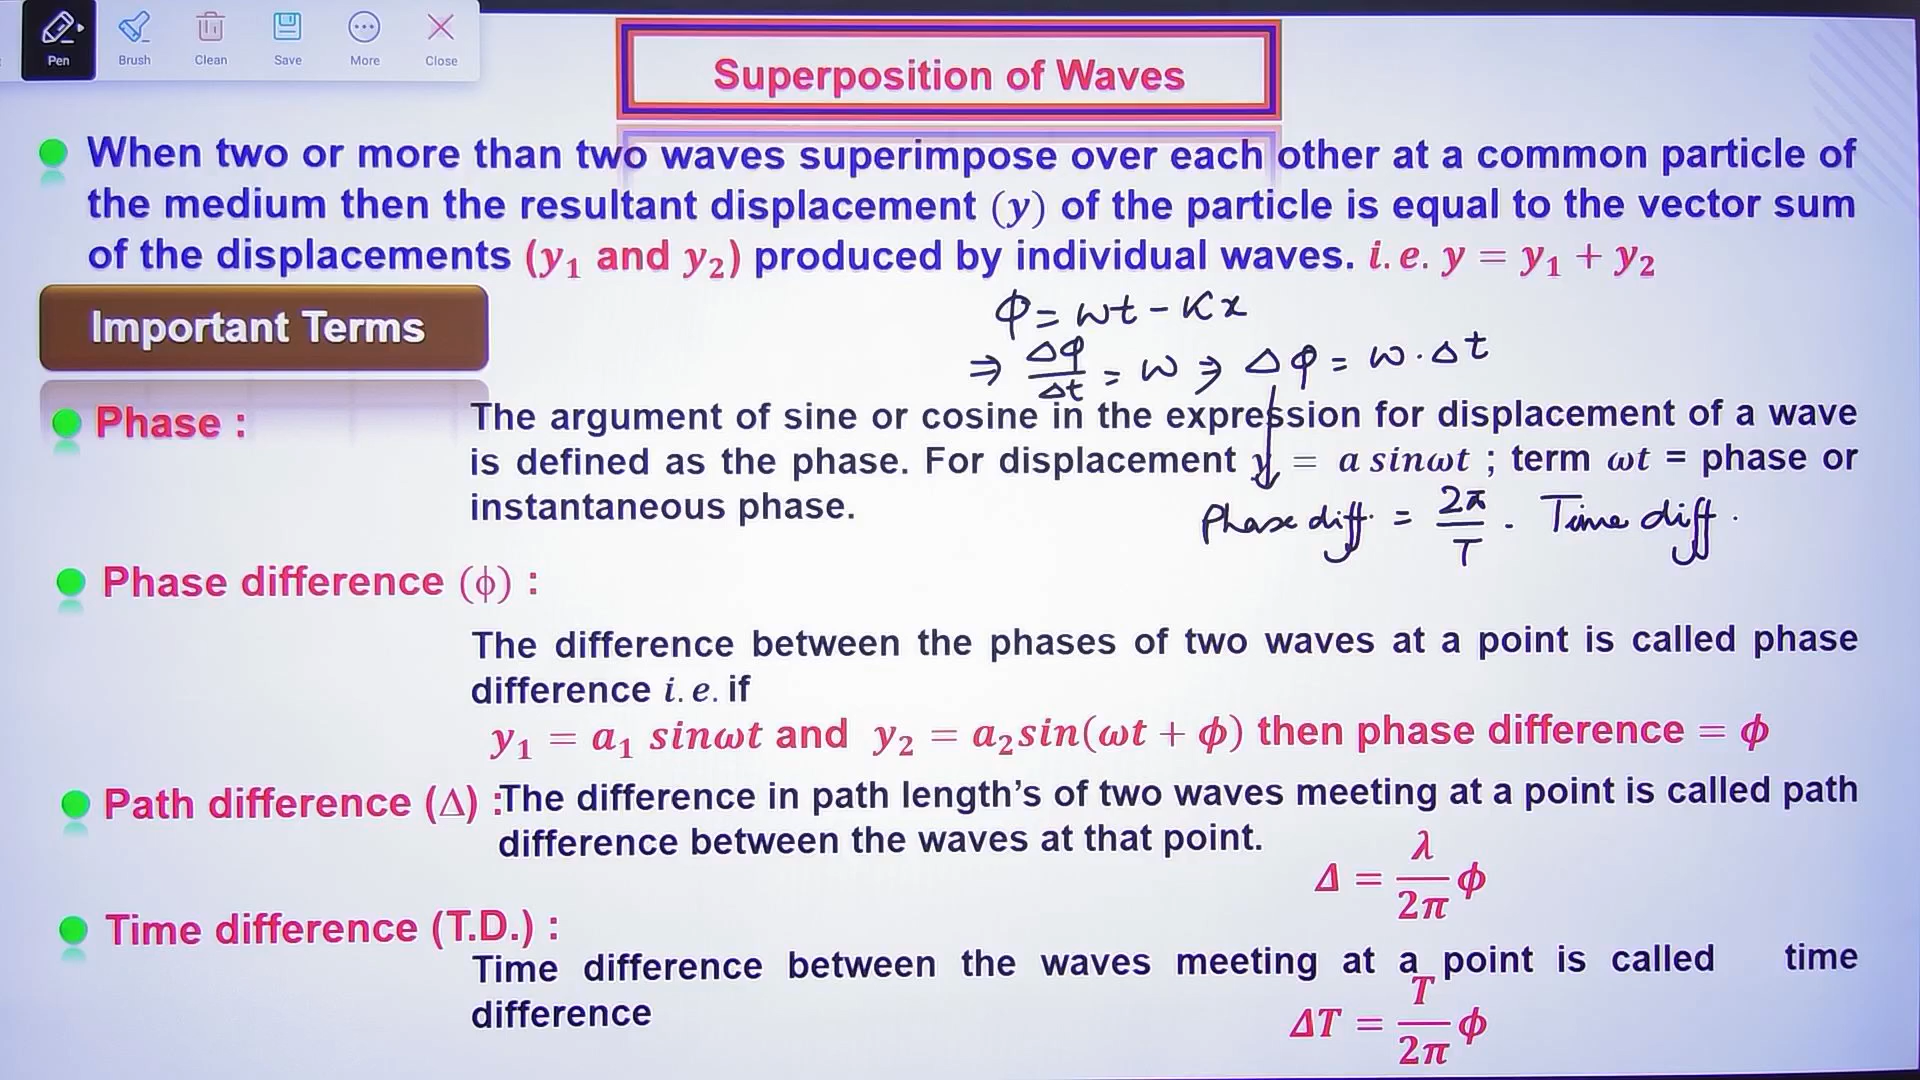 Pen Brush Clean Save More Close
Superposition of Waves
When two or more than two waves superimpose over each other at a common particle of
the medium then the resultant displacement (y) of the particle is equal to the vector sum
of the displacements (y₁ and y₂) produced by individual waves. i.e. y = y₁ + y₂
Important Terms
ϕ = ωt − Kx
⇒ Δϕ/Δt = ω ⇒ Δϕ = ω · Δt
Phase :
The argument of sine or cosine in the expression for displacement of a wave
is defined as the phase. For displacement y = a sinωt ; term ωt = phase or
instantaneous phase.
Phase diff. = 2π/T · Time diff.
Phase difference (ϕ) :
The difference between the phases of two waves at a point is called phase
difference i.e. if
y₁ = a₁ sinωt and y₂ = a₂sin(ωt + ϕ) then phase difference = ϕ
Path difference (Δ) :The difference in path length’s of two waves meeting at a point is called path
difference between the waves at that point.
Δ = λ/2π ϕ
Time difference (T.D.) :
Time difference between the waves meeting at a point is called time
difference
ΔT = T/2π ϕ